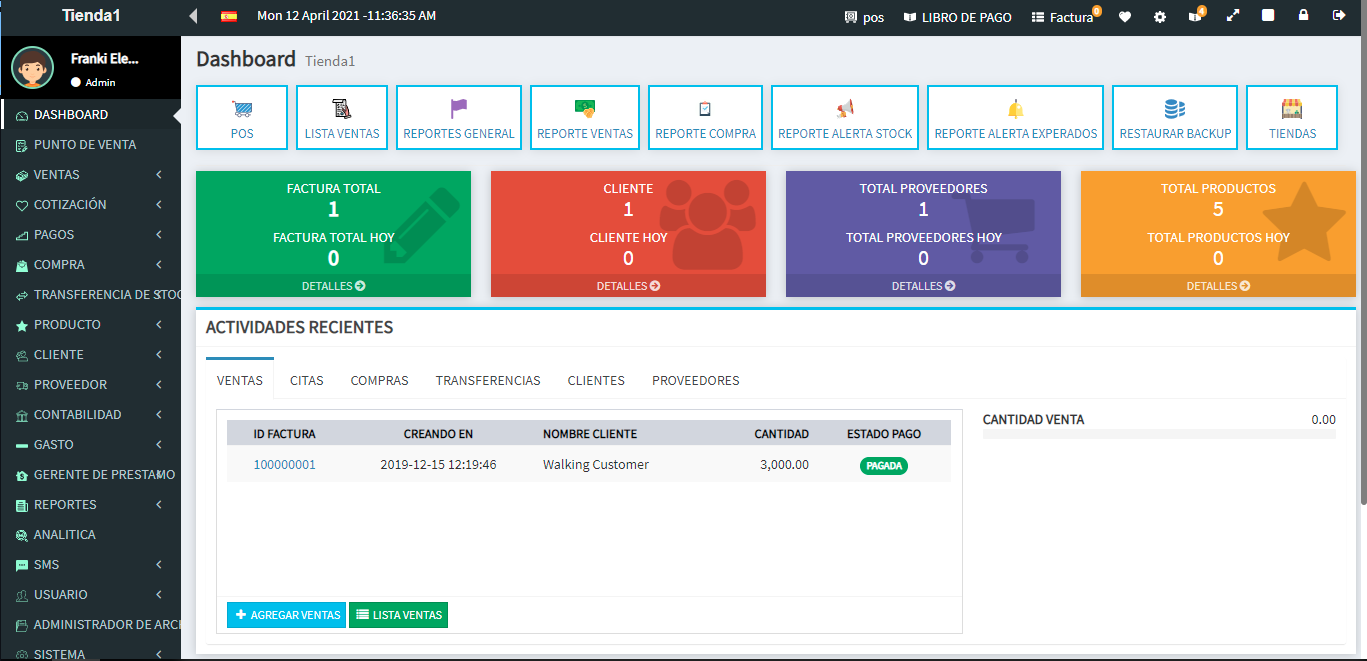 Tienda1
Mon 12 April 2021 -11:36:35 AM
pos
LIBRO DE PAGO
Factura 0
4
Franki Ele...
Admin
DASHBOARD
PUNTO DE VENTA
VENTAS
COTIZACIÓN
PAGOS
COMPRA
TRANSFERENCIA DE STOC
PRODUCTO
CLIENTE
PROVEEDOR
CONTABILIDAD
GASTO
GERENTE DE PRESTAMO
REPORTES
ANALITICA
SMS
USUARIO
ADMINISTRADOR DE ARC
SISTEMA
Dashboard Tienda1
POS
LISTA VENTAS
REPORTES GENERAL
REPORTE VENTAS
REPORTE COMPRA
REPORTE ALERTA STOCK
REPORTE ALERTA EXPERADOS
RESTAURAR BACKUP
TIENDAS
FACTURA TOTAL
1
FACTURA TOTAL HOY
0
DETALLES
CLIENTE
1
CLIENTE HOY
0
DETALLES
TOTAL PROVEEDORES
1
TOTAL PROVEEDORES HOY
0
DETALLES
TOTAL PRODUCTOS
5
TOTAL PRODUCTOS HOY
0
DETALLES
ACTIVIDADES RECIENTES
VENTAS CITAS COMPRAS TRANSFERENCIAS CLIENTES PROVEEDORES
ID FACTURA CREANDO EN NOMBRE CLIENTE CANTIDAD ESTADO PAGO
100000001 2019-12-15 12:19:46 Walking Customer 3,000.00 PAGADA
AGREGAR VENTAS
LISTA VENTAS
CANTIDAD VENTA 0.00